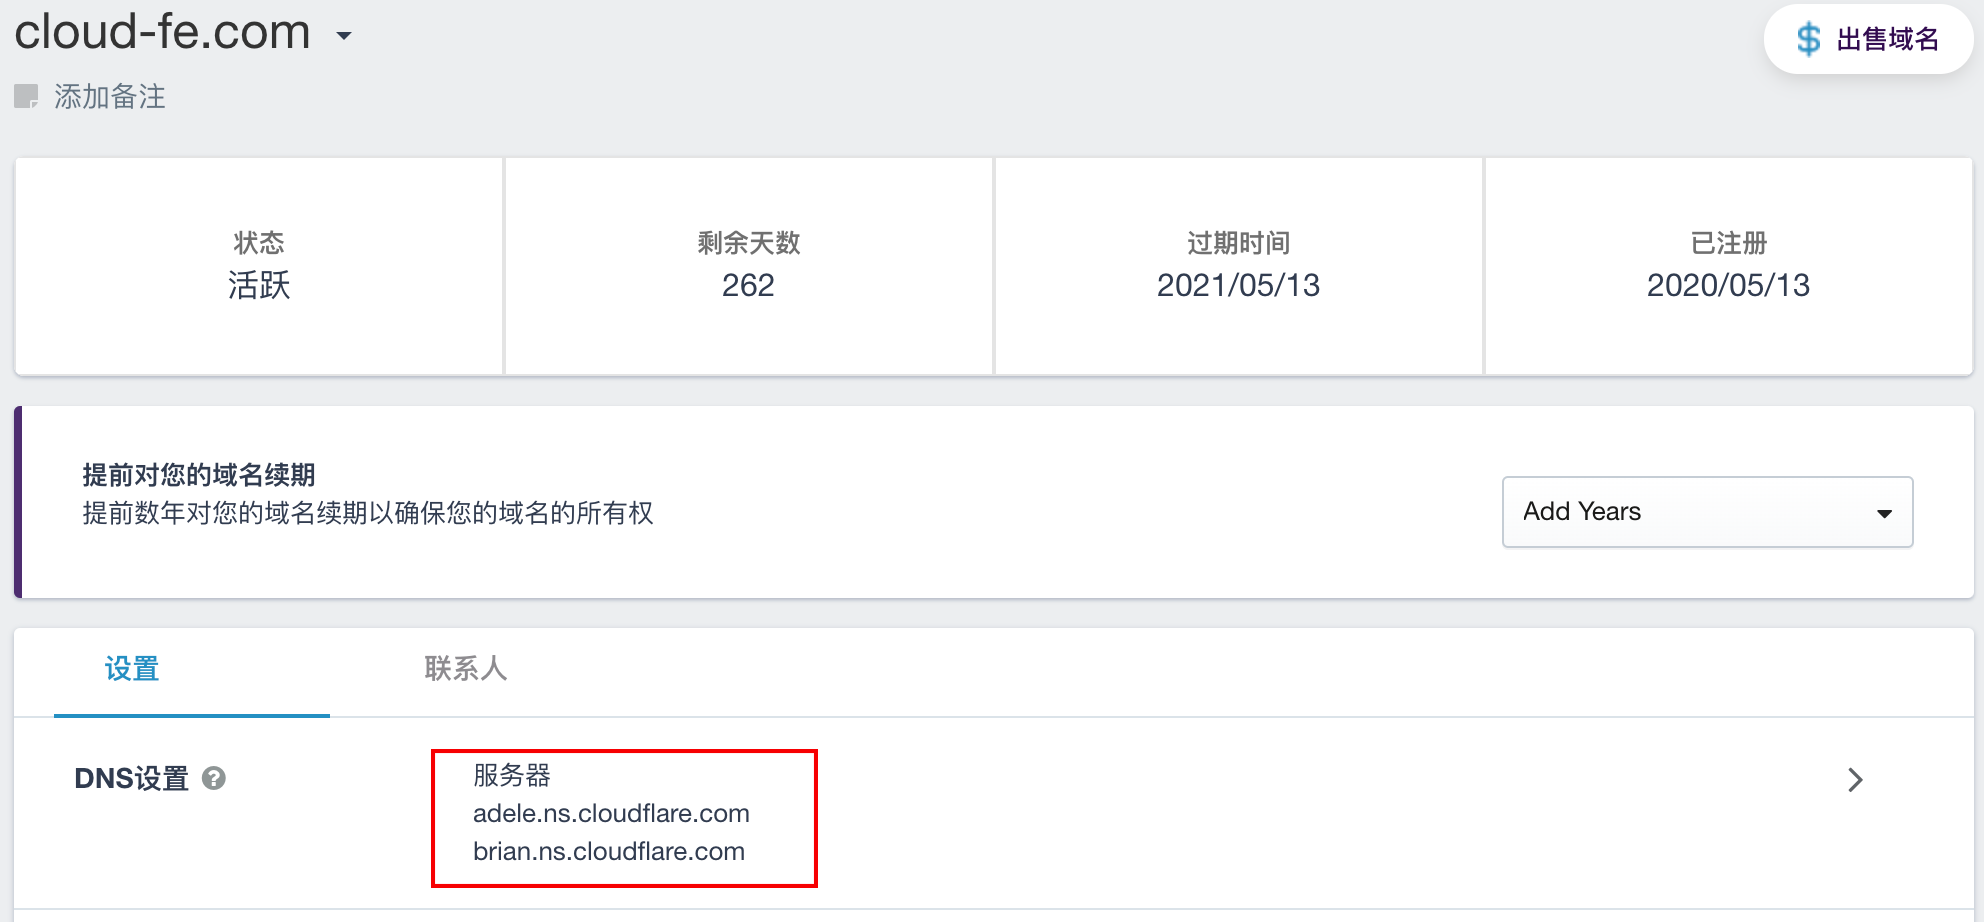 cloud-fe.com
$ 出售域名
添加备注
状态
活跃
剩余天数
262
过期时间
2021/05/13
已注册
2020/05/13
提前对您的域名续期
提前数年对您的域名续期以确保您的域名的所有权
Add Years
设置
联系人
DNS设置 ?
服务器
adele.ns.cloudflare.com
brian.ns.cloudflare.com